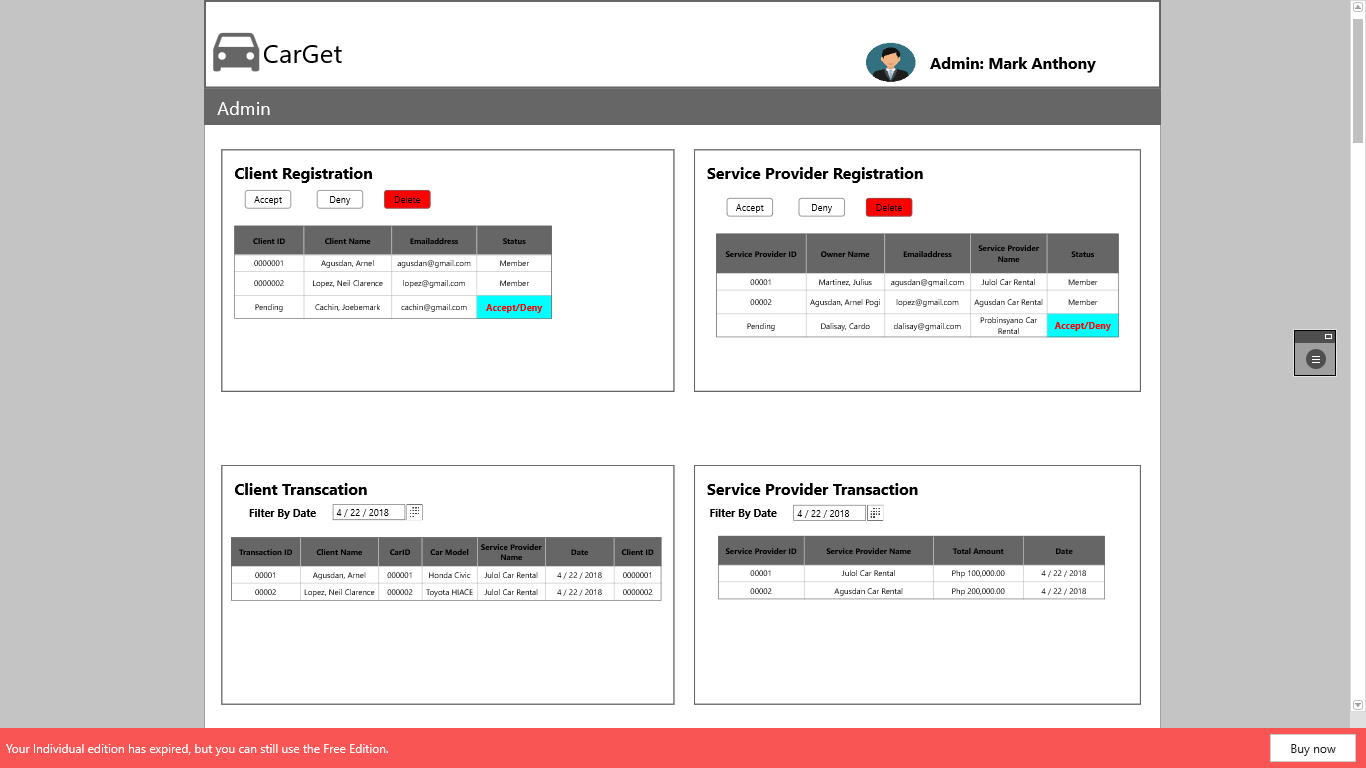 CarGet
Admin: Mark Anthony
Admin
Client Registration
Accept Deny Delete
Client ID Client Name Emailaddress Status
0000001 Agusdan, Arnel agusdan@gmail.com Member
0000002 Lopez, Neil Clarence lopez@gmail.com Member
Pending Cachin, Joebemark cachin@gmail.com Accept/Deny
Service Provider Registration
Accept Deny Delete
Service Provider ID Owner Name Emailaddress Service Provider Name Status
00001 Martinez, Julius agusdan@gmail.com Julol Car Rental Member
00002 Agusdan, Arnel Pogi lopez@gmail.com Agusdan Car Rental Member
Pending Dalisay, Cardo dalisay@gmail.com Probinsyano Car Rental Accept/Deny
Client Transcation
Filter By Date 4 / 22 / 2018
Transaction ID Client Name CarID Car Model Service Provider Name Date Client ID
00001 Agusdan, Arnel 000001 Honda Civic Julol Car Rental 4 / 22 / 2018 0000001
00002 Lopez, Neil Clarence 000002 Toyota HIACE Julol Car Rental 4 / 22 / 2018 0000002
Service Provider Transaction
Filter By Date 4 / 22 / 2018
Service Provider ID Service Provider Name Total Amount Date
00001 Julol Car Rental Php 100,000.00 4 / 22 / 2018
00002 Agusdan Car Rental Php 200,000.00 4 / 22 / 2018
Your Individual edition has expired, but you can still use the Free Edition.
Buy now